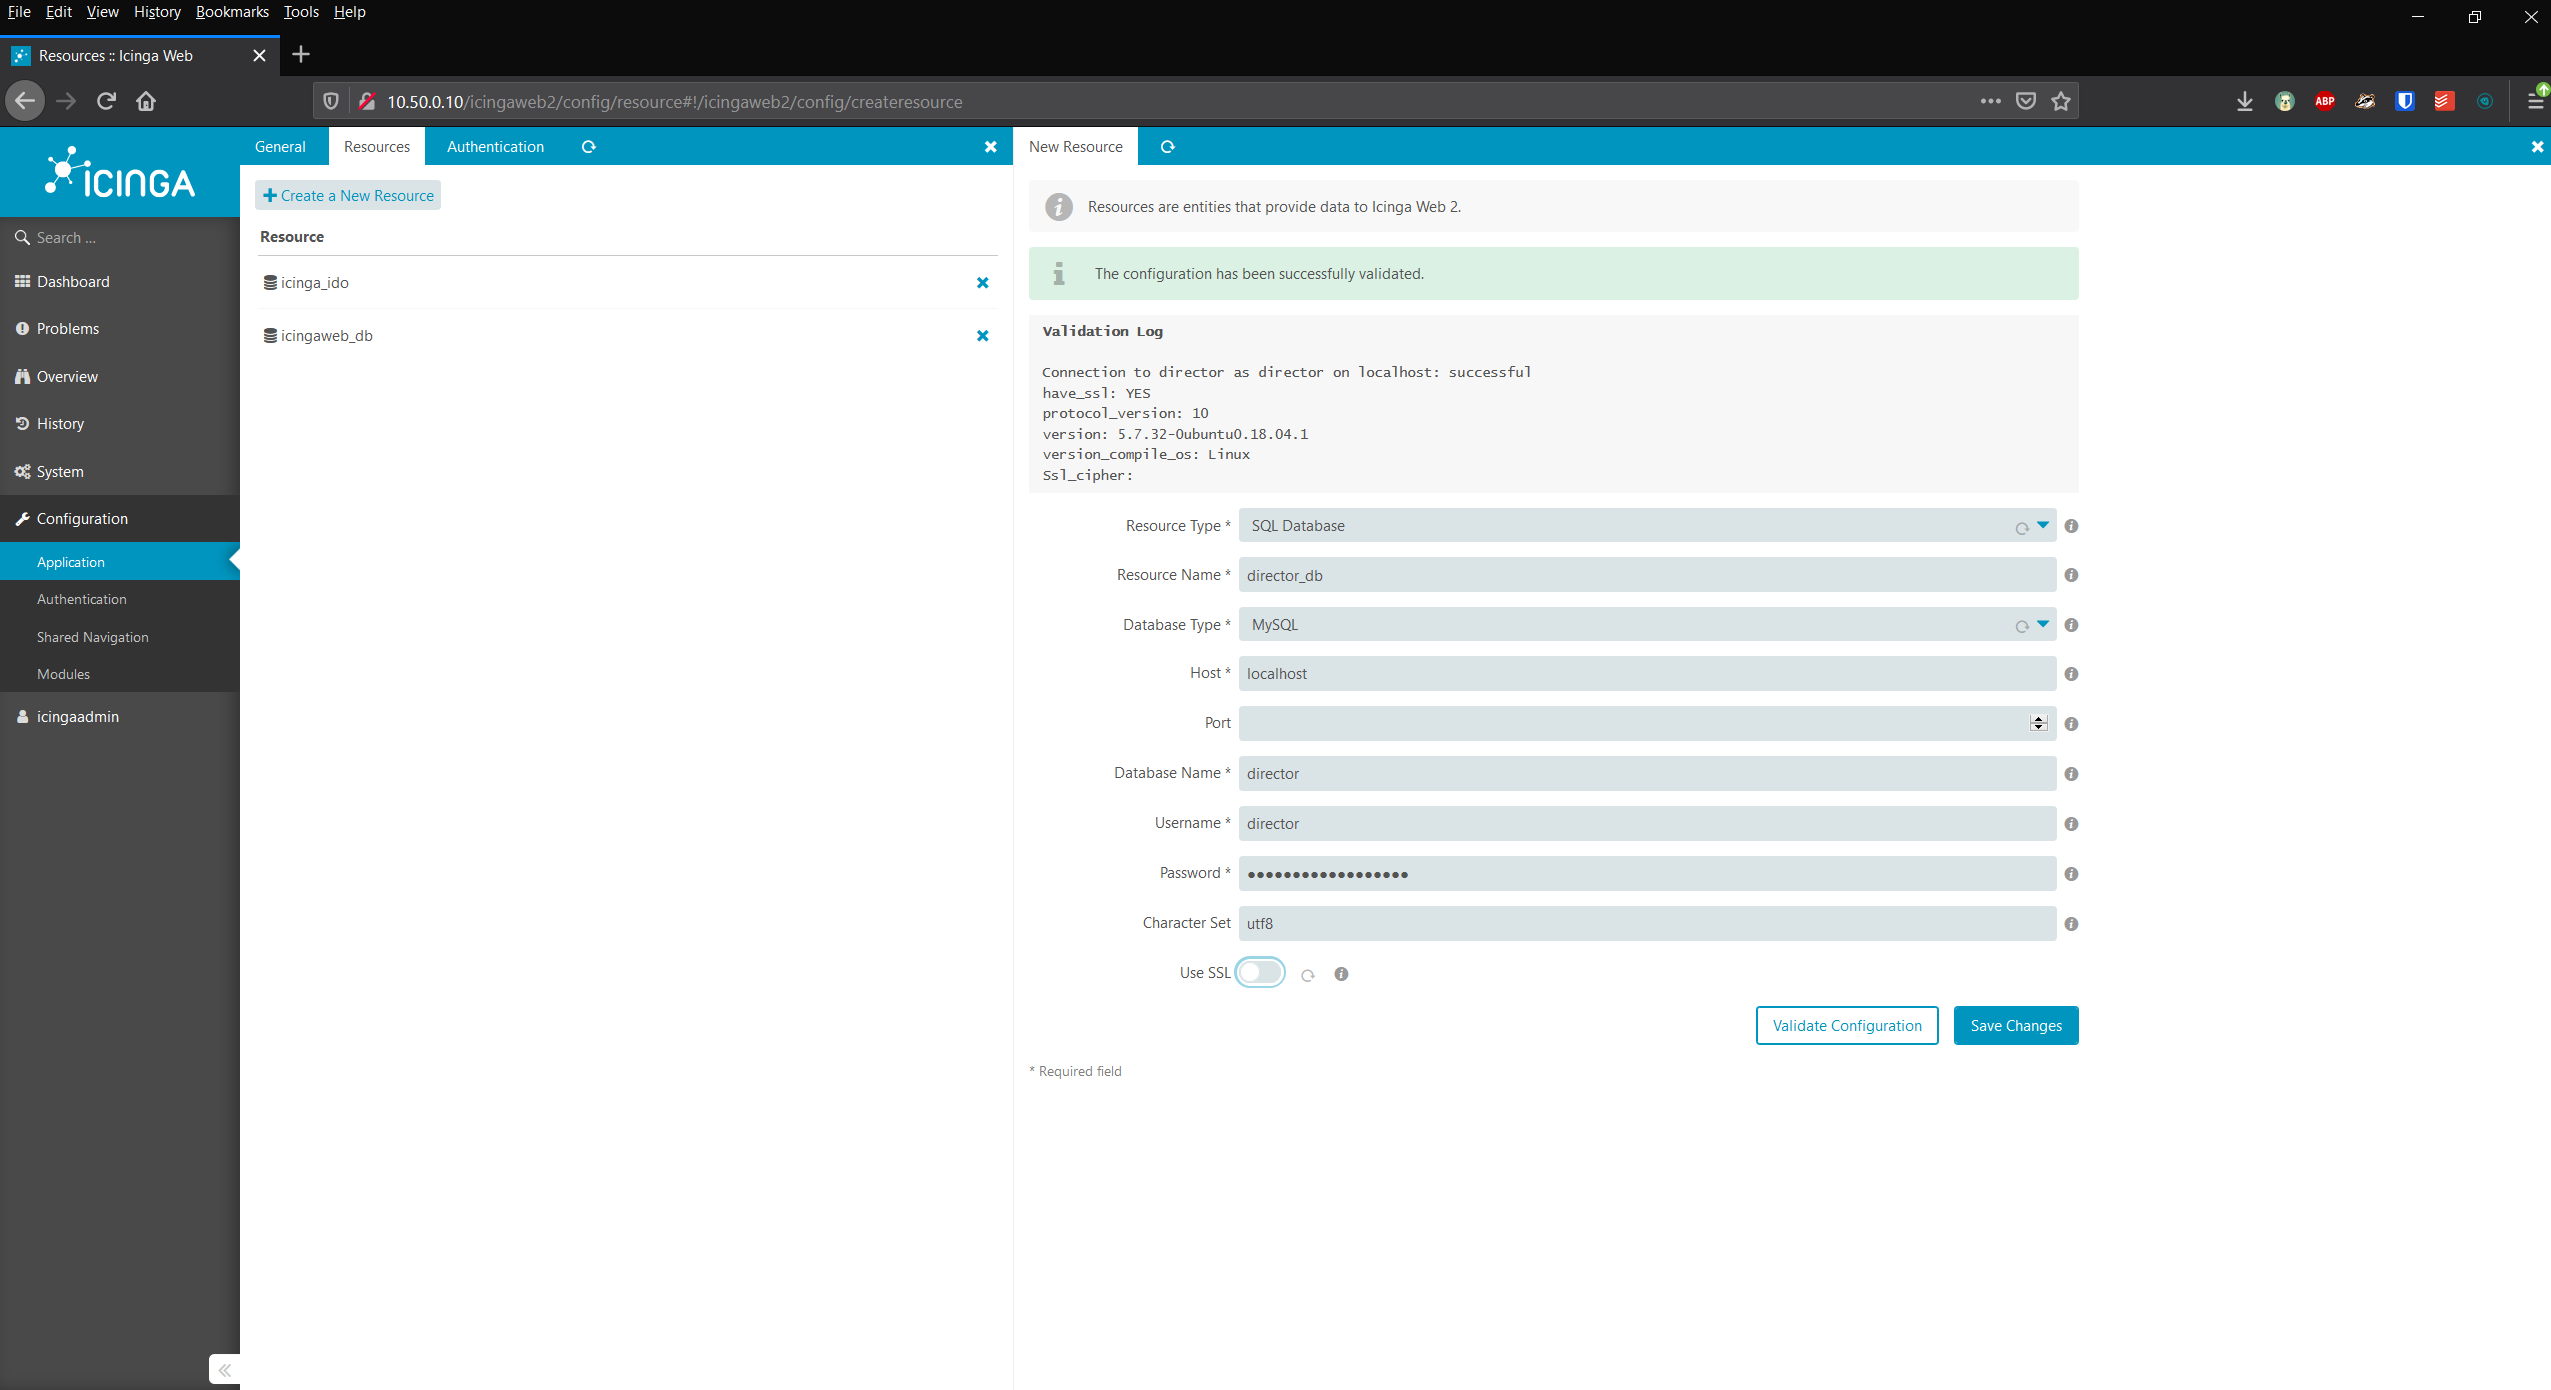 File Edit View History Bookmarks Tools Help
Resources :: Icinga Web
10.50.0.10/icingaweb2/config/resource#!/icingaweb2/config/createresource
ABP
ICINGA
Search ...
Dashboard
Problems
Overview
History
System
Configuration
Application
Authentication
Shared Navigation
Modules
icingaadmin
General Resources Authentication
Create a New Resource
Resource
icinga_ido
icingaweb_db
New Resource
Resources are entities that provide data to Icinga Web 2.
The configuration has been successfully validated.
Validation Log
Connection to director as director on localhost: successful
have_ssl: YES
protocol_version: 10
version: 5.7.32-0ubuntu0.18.04.1
version_compile_os: Linux
Ssl_cipher:
Resource Type * SQL Database
Resource Name * director_db
Database Type * MySQL
Host * localhost
Port
Database Name * director
Username * director
Password * ••••••••••••••••••
Character Set utf8
Use SSL
Validate Configuration Save Changes
* Required field